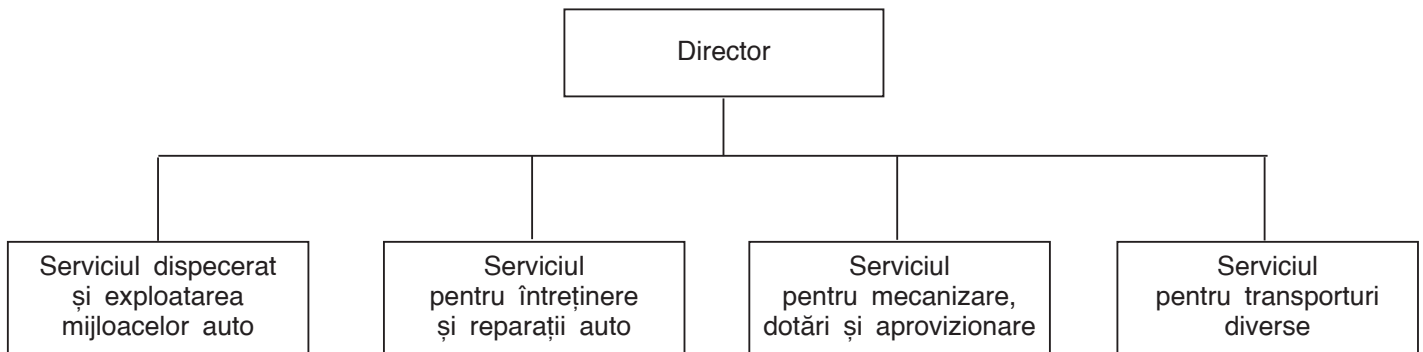 Director
Serviciul dispecerat
și exploatarea
mijloacelor auto
Serviciul
pentru întreținere
și reparații auto
Serviciul
pentru mecanizare,
dotări și aprovizionare
Serviciul
pentru transporturi
diverse